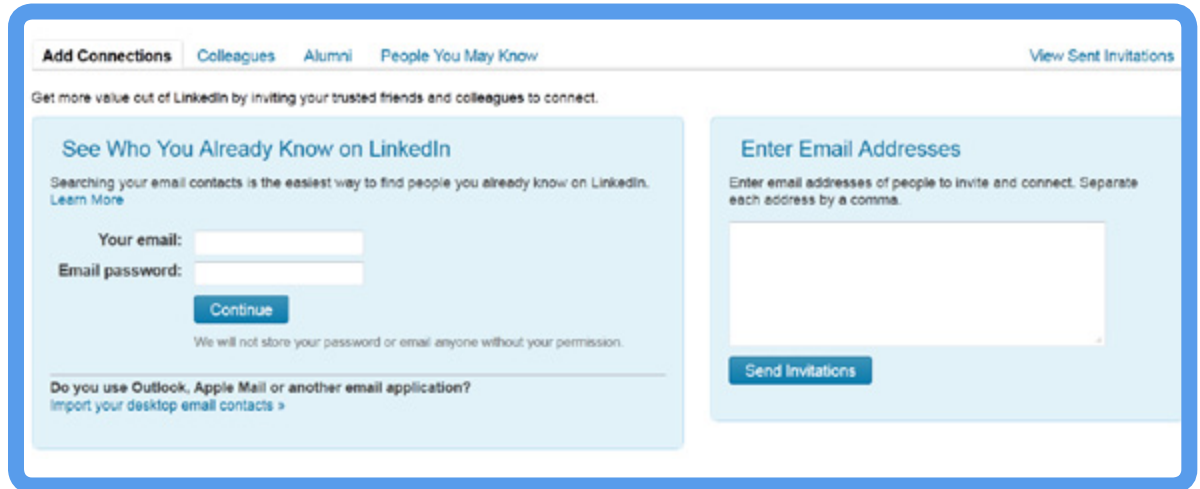 Add Connections Colleagues Alumni People You May Know View Sent Invitations
Get more value out of LinkedIn by inviting your trusted friends and colleagues to connect.
See Who You Already Know on LinkedIn
Searching your email contacts is the easiest way to find people you already know on LinkedIn.
Learn More
Your email:
Email password:
Continue
We will not store your password or email anyone without your permission.
Do you use Outlook, Apple Mail or another email application?
Import your desktop email contacts »
Enter Email Addresses
Enter email addresses of people to invite and connect. Separate
each address by a comma.
Send Invitations